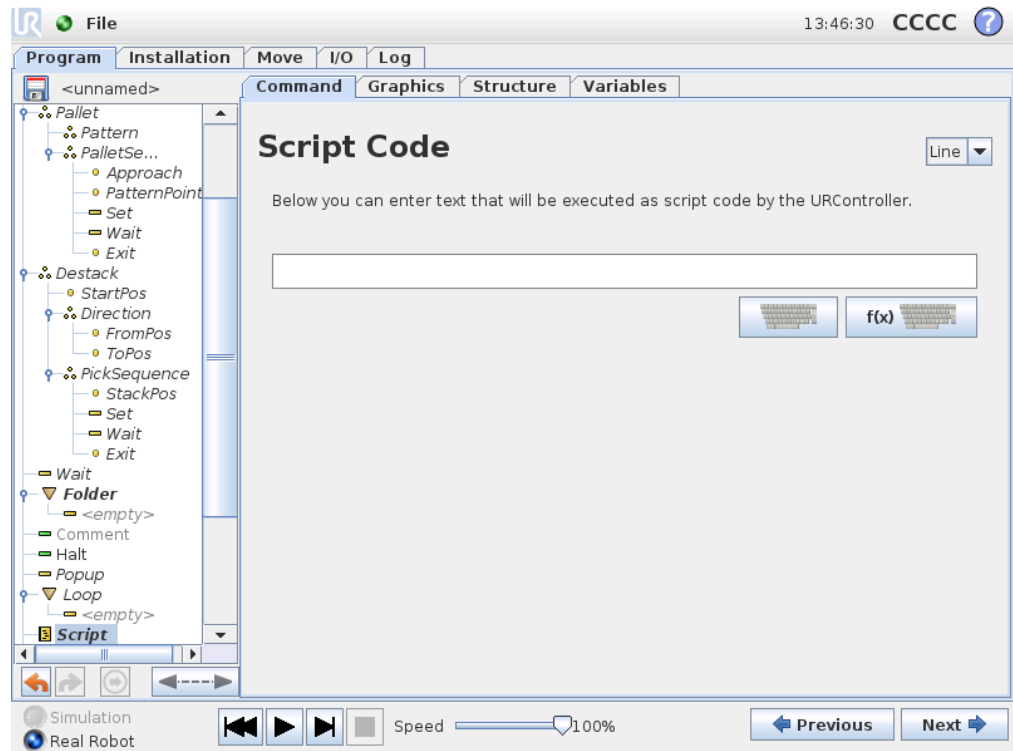 UR File 13:46:30 CCCC ?
Program Installation Move I/O Log
<unnamed>
Command Graphics Structure Variables
Pallet
Pattern
PalletSe...
Approach
PatternPoint
Set
Wait
Exit
Destack
StartPos
Direction
FromPos
ToPos
PickSequence
StackPos
Set
Wait
Exit
Wait
Folder
<empty>
Comment
Halt
Popup
Loop
<empty>
Script
Script Code
Line
Below you can enter text that will be executed as script code by the URController.
f(x)
Simulation
Real Robot
Speed 100%
Previous Next